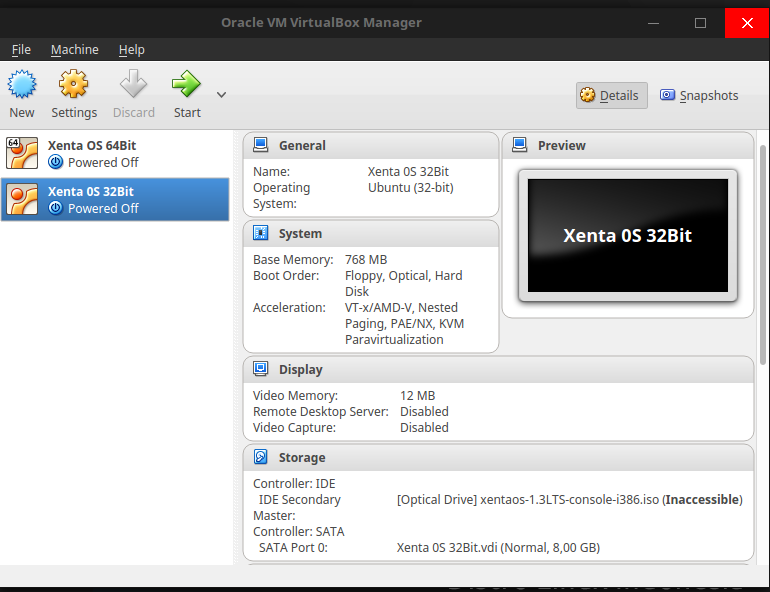 Oracle VM VirtualBox Manager
File Machine Help
New Settings Discard Start Details Snapshots
64 Xenta OS 64Bit
Powered Off
Xenta 0S 32Bit
Powered Off
General
Name: Xenta 0S 32Bit
Operating Ubuntu (32-bit)
System:
System
Base Memory: 768 MB
Boot Order: Floppy, Optical, Hard
Disk
Acceleration: VT-x/AMD-V, Nested
Paging, PAE/NX, KVM
Paravirtualization
Preview
Xenta 0S 32Bit
Display
Video Memory: 12 MB
Remote Desktop Server: Disabled
Video Capture: Disabled
Storage
Controller: IDE
IDE Secondary [Optical Drive] xentaos-1.3LTS-console-i386.iso (Inaccessible)
Master:
Controller: SATA
SATA Port 0: Xenta 0S 32Bit.vdi (Normal, 8,00 GB)